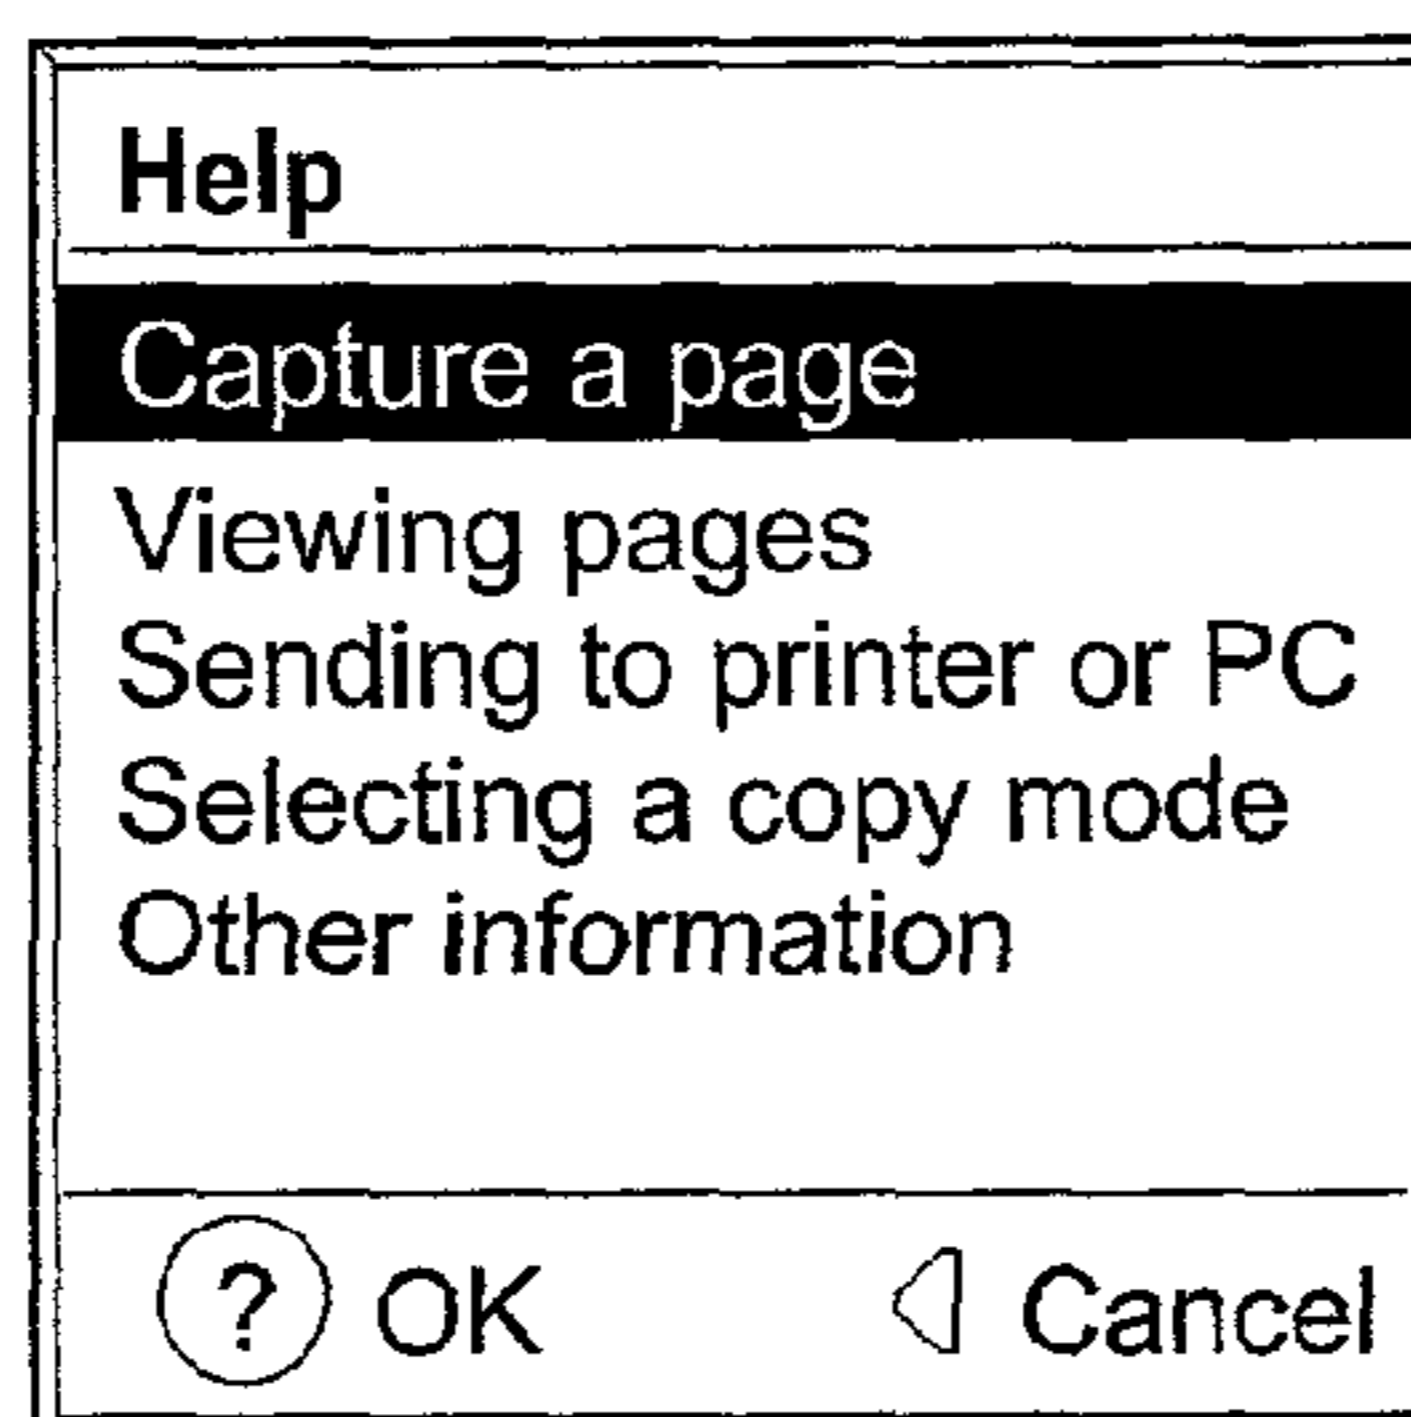 Help
Capture a page
Viewing pages
Sending to printer or PC
Selecting a copy mode
Other information
? OK Cancel